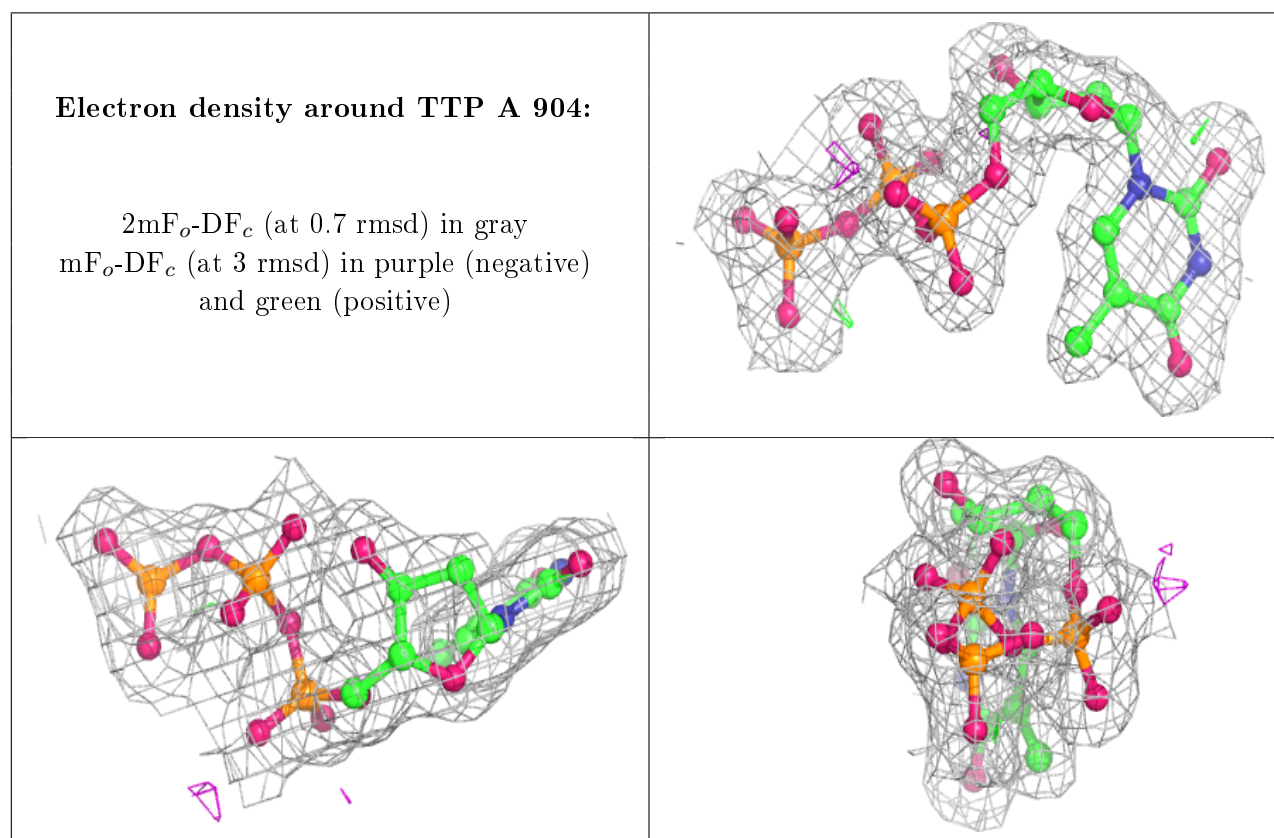 Electron density around TTP A 904:
2mFo-DFc (at 0.7 rmsd) in gray
mFo-DFc (at 3 rmsd) in purple (negative)
and green (positive)